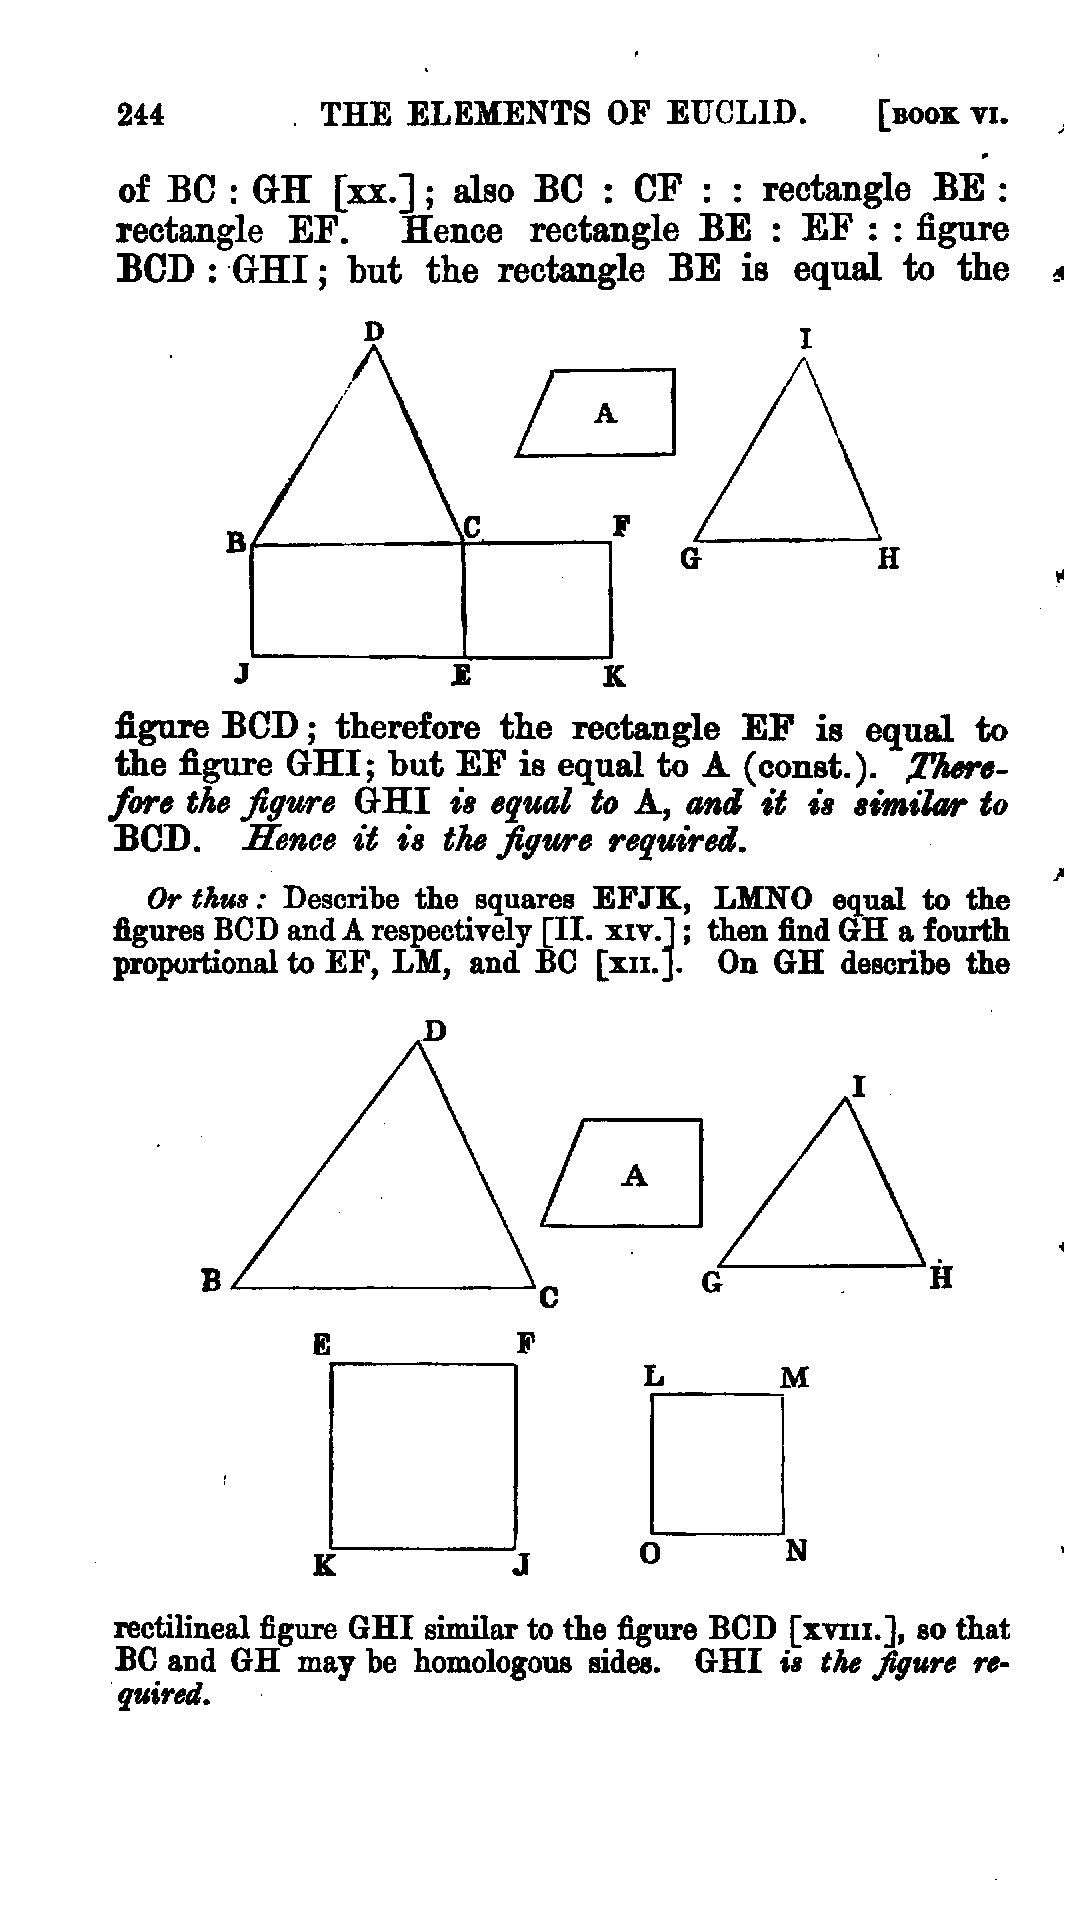 244 THE ELEMENTS OF EUCLID. [BOOK VI.
of BC : GH [XX.]; also BC : CF : : rectangle BE :
rectangle EF. Hence rectangle BE : EF : : figure
BCD : GHI; but the rectangle BE is equal to the
D
I
A
B
C
F
G
H
J
E
K
figure BCD; therefore the rectangle EF is equal to
the figure GHI; but EF is equal to A (const.). There-
fore the figure GHI is equal to A, and it is similar to
BCD. Hence it is the figure required.
Or thus: Describe the squares EFJK, LMNO equal to the
figures BCD and A respectively [II. XIV.]; then find GH a fourth
proportional to EF, LM, and BC [XII.]. On GH describe the
D
I
A
B
C
G
H
E
F
L
M
K
J
O
N
rectilineal figure GHI similar to the figure BCD [XVIII.], so that
BC and GH may be homologous sides. GHI is the figure re-
quired.